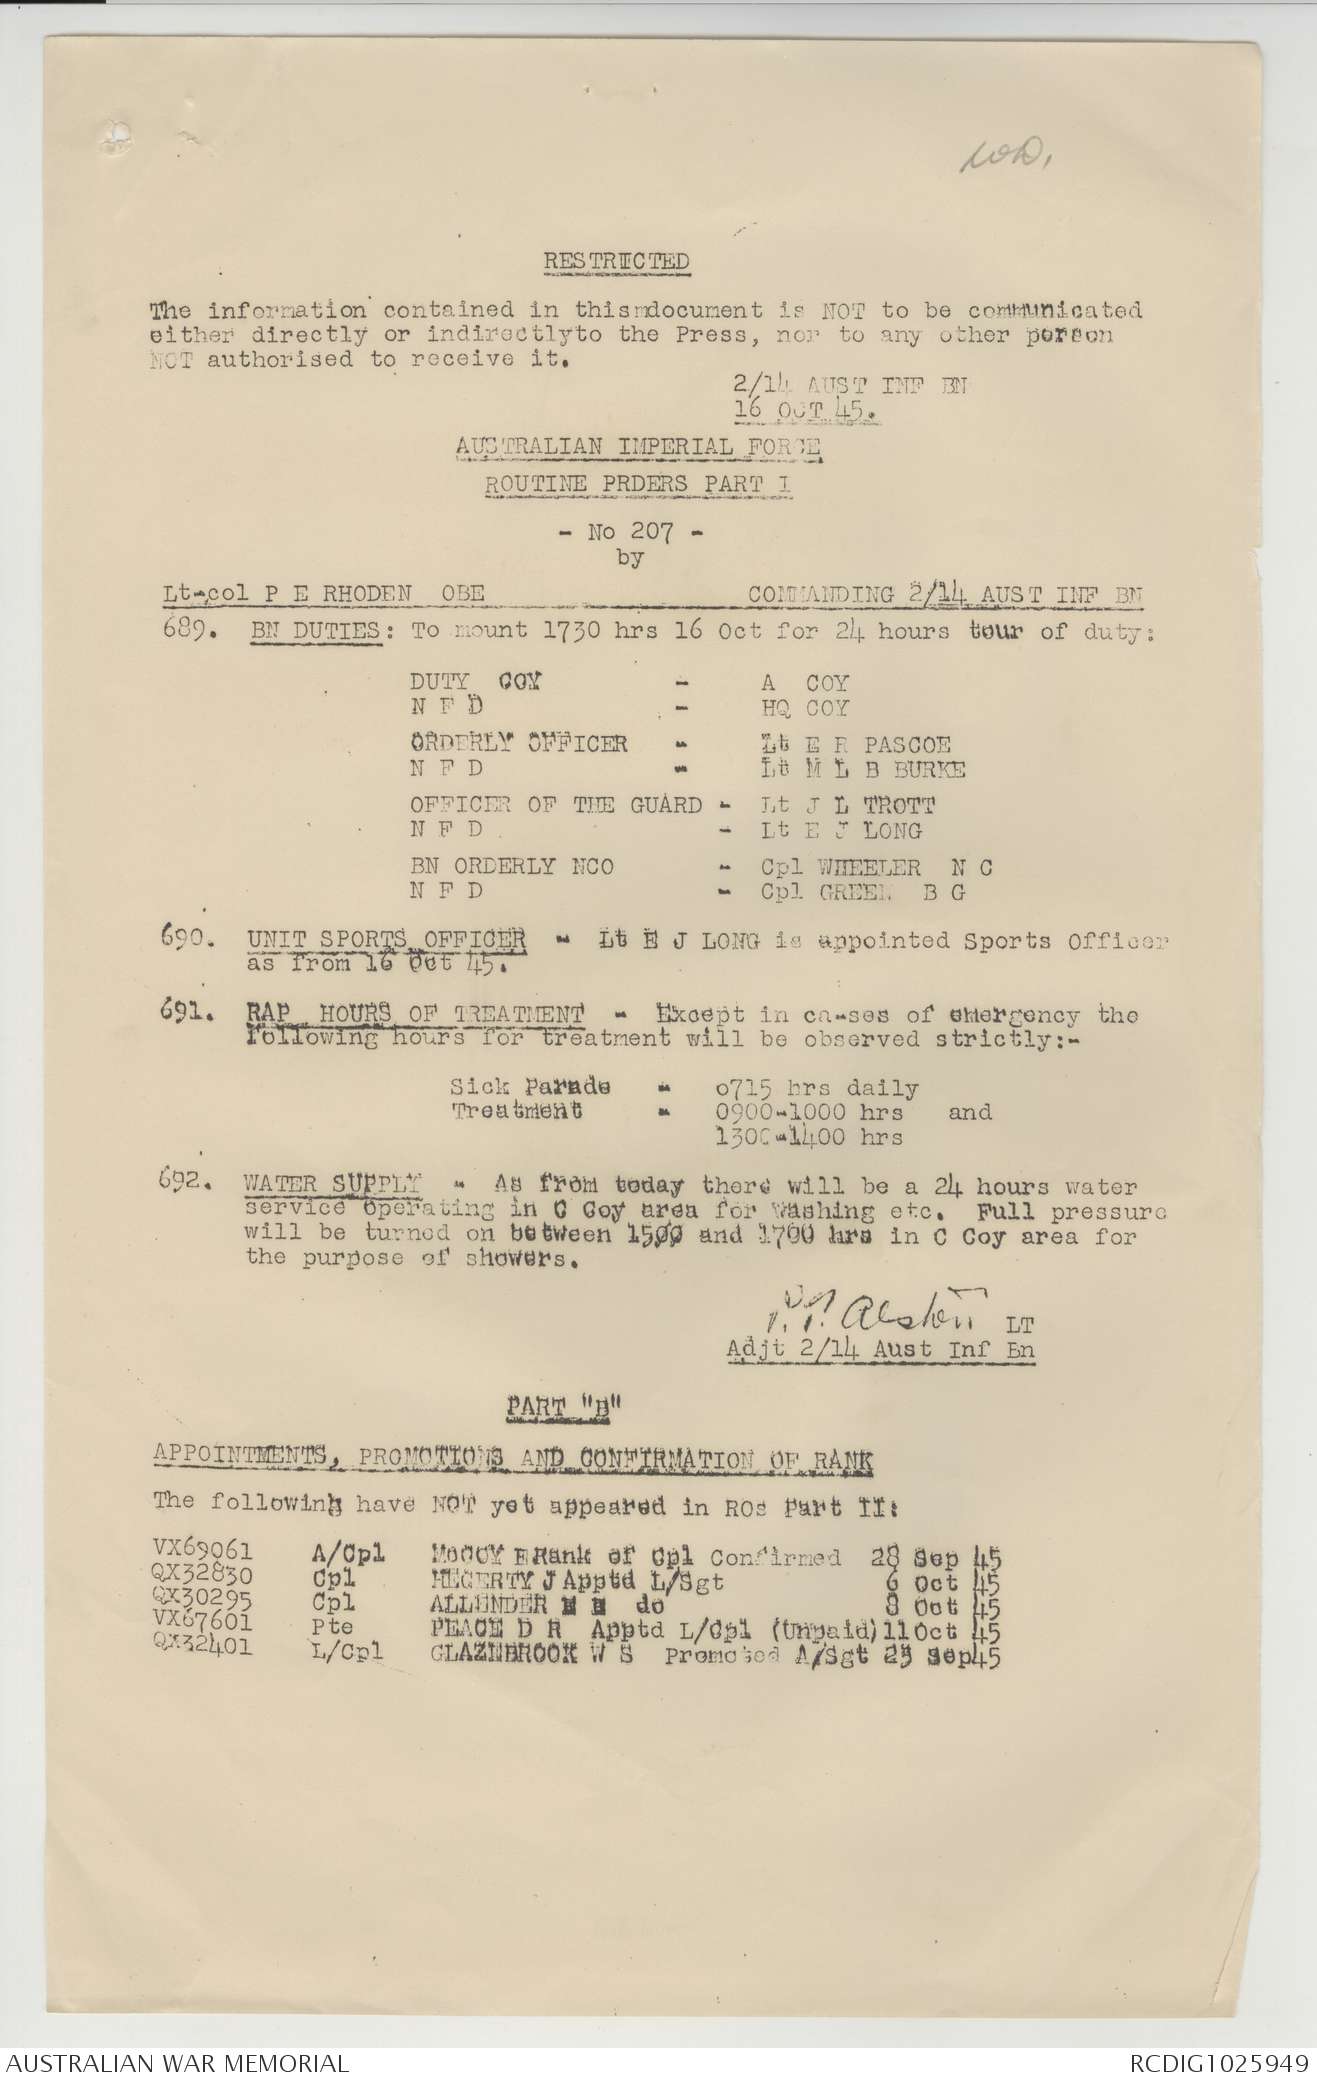 WD.
RESTRICTED
The information contained in thismdocument is NOT to be communicated
either directly or indirectlyto the Press, nor to any other person
NOT authorised to receive it.
2/14 AUST INF BN
16 OCT 45.
AUSTRALIAN IMPERIAL FORCE
ROUTINE PRDERS PART I
- No 207 -
by
Lt-col P E RHODEN OBE COMMANDING 2/14 AUST INF BN
689. BN DUTIES: To mount 1730 hrs 16 Oct for 24 hours tour of duty:
DUTY COY - A COY
N F D - HQ COY
ORDERLY OFFICER - Lt E R PASCOE
N F D - Lt M L B BURKE
OFFICER OF THE GUARD - Lt J L TROTT
N F D - Lt E J LONG
BN ORDERLY NCO - Cpl WHEELER N C
N F D - Cpl GREEN B G
690. UNIT SPORTS OFFICER - Lt E J LONG is appointed Sports Officer
as from 16 Oct 45.
691. RAP HOURS OF TREATMENT - Except in ca-ses of emergency the
following hours for treatment will be observed strictly:-
Sick Parade - o715 hrs daily
Treatment - 0900-1000 hrs and
1300-1400 hrs
692. WATER SUPPLY - As from today there will be a 24 hours water
service operating in C Coy area for washing etc. Full pressure
will be turned on between 1500 and 1700 hrs in C Coy area for
the purpose of showers.
Alston LT
Adjt 2/14 Aust Inf Bn
PART "B"
APPOINTMENTS, PROMOTIONS AND CONFIRMATION OF RANK
The following have NOT yet appeared in ROs Part II:
VX69061 A/Cpl McCOY E Rank of Cpl Confirmed 28 Sep 45
QX32830 Cpl HEGERTY J Apptd L/Sgt 6 Oct 45
QX30295 Cpl ALLENDER do 8 Oct 45
VX67601 Pte PEACE D R Apptd L/Cpl (Unpaid) 11 Oct 45
QX32401 L/Cpl GLAZEBROOK W S Promoted A/Sgt 25 Sep 45
AUSTRALIAN WAR MEMORIAL
RCDIG1025949